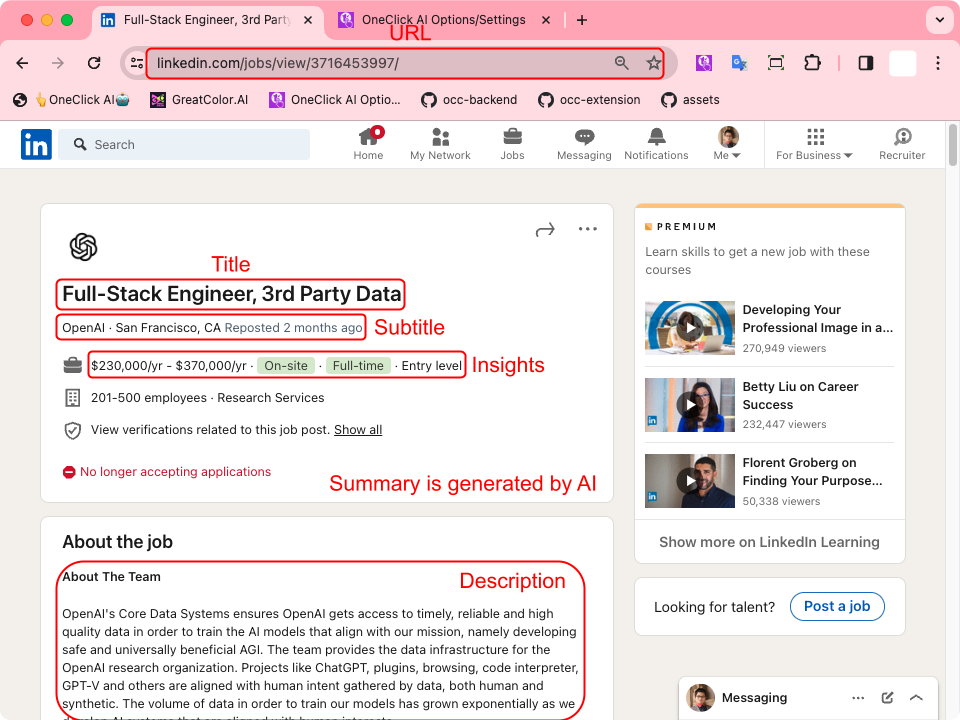 Full-Stack Engineer, 3rd Party
OneClick AI Options/Settings
URL
linkedin.com/jobs/view/3716453997/
OneClick AI
GreatColor.AI
OneClick AI Optio...
occ-backend
occ-extension
assets
in
Search
Home
My Network
Jobs
Messaging
Notifications
Me
For Business
Recruiter
Title
Full-Stack Engineer, 3rd Party Data
OpenAI · San Francisco, CA Reposted 2 months ago
Subtitle
$230,000/yr - $370,000/yr · On-site · Full-time · Entry level
Insights
201-500 employees · Research Services
View verifications related to this job post. Show all
No longer accepting applications
Summary is generated by AI
About the job
About The Team
Description
OpenAI's Core Data Systems ensures OpenAI gets access to timely, reliable and high
quality data in order to train the AI models that align with our mission, namely developing
safe and universally beneficial AGI. The team provides the data infrastructure for the
OpenAI research organization. Projects like ChatGPT, plugins, browsing, code interpreter,
GPT-V and others are aligned with human intent gathered by data, both human and
synthetic. The volume of data in order to train our models has grown exponentially as we
PREMIUM
Learn skills to get a new job with these
courses
Developing Your
Professional Image in a...
270,949 viewers
in
Betty Liu on Career
Success
232,447 viewers
in
Florent Groberg on
Finding Your Purpose...
50,338 viewers
Show more on LinkedIn Learning
Looking for talent?
Post a job
Messaging